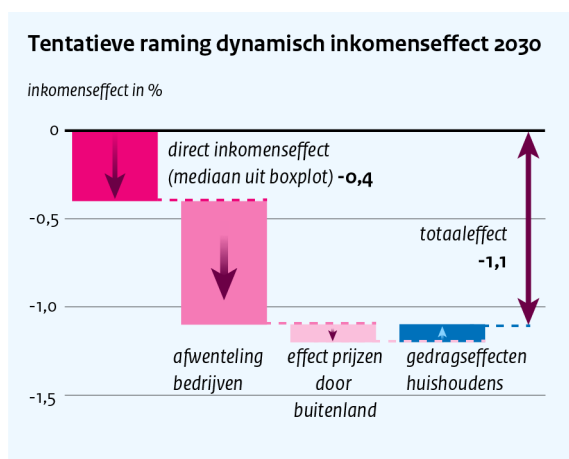 Tentatieve raming dynamisch inkomenseffect 2030
inkomenseffect in %
0
direct inkomenseffect
(mediaan uit boxplot) -0,4
-0,5
totaaleffect
-1,1
-1,0
afwenteling
bedrijven
effect prijzen
door
buitenland
gedragseffecten
huishoudens
-1,5